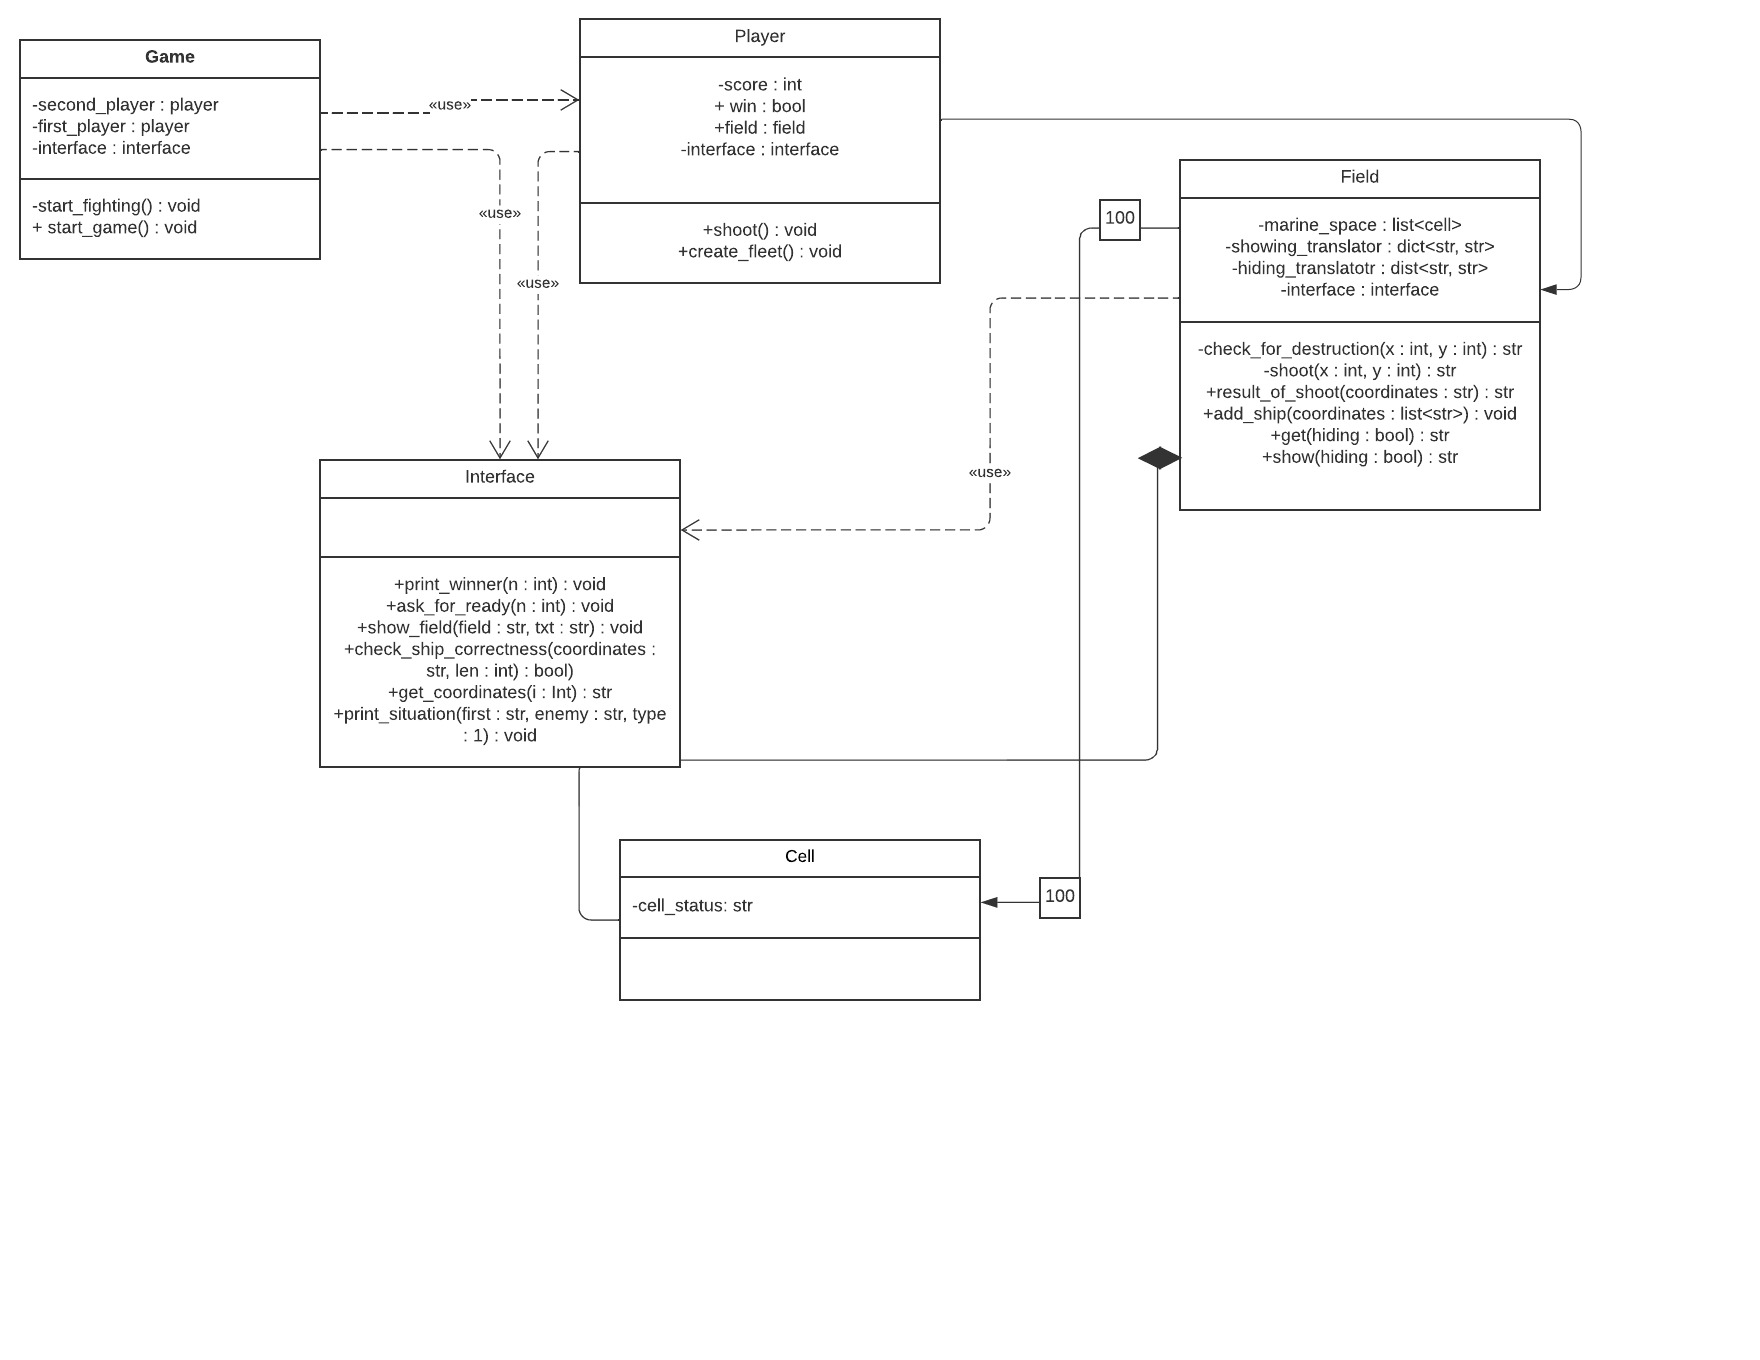 Game
-second_player : player
-first_player : player
-interface : interface
-start_fighting() : void
+ start_game() : void
«use»
«use»
«use»
Player
-score : int
+ win : bool
+field : field
-interface : interface
+shoot() : void
+create_fleet() : void
100
Field
-marine_space : list<cell>
-showing_translator : dict<str, str>
-hiding_translatotr : dist<str, str>
-interface : interface
-check_for_destruction(x : int, y : int) : str
-shoot(x : int, y : int) : str
+result_of_shoot(coordinates : str) : str
+add_ship(coordinates : list<str>) : void
+get(hiding : bool) : str
+show(hiding : bool) : str
«use»
Interface
+print_winner(n : int) : void
+ask_for_ready(n : int) : void
+show_field(field : str, txt : str) : void
+check_ship_correctness(coordinates :
str, len : int) : bool)
+get_coordinates(i : Int) : str
+print_situation(first : str, enemy : str, type
: 1) : void
Cell
-cell_status: str
100